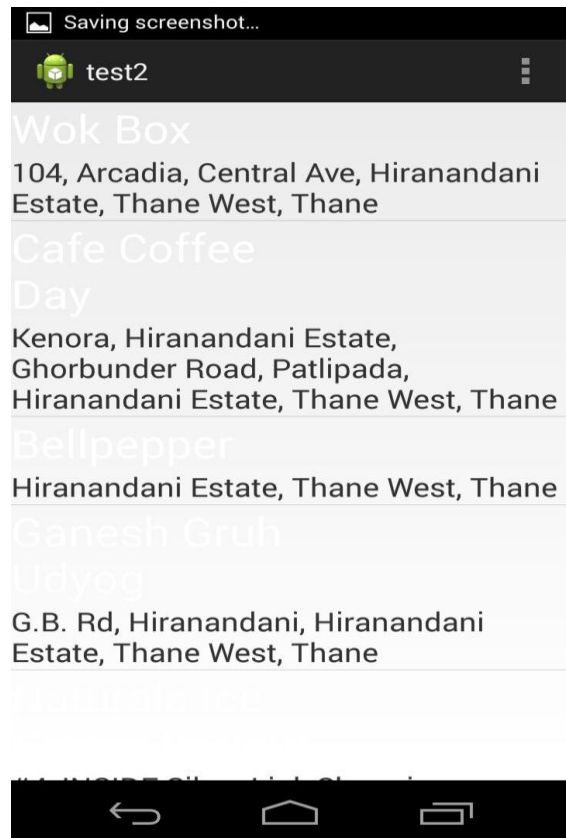 Saving screenshot...
test2
Wok Box
104, Arcadia, Central Ave, Hiranandani
Estate, Thane West, Thane
Cafe Coffee
Day
Kenora, Hiranandani Estate,
Ghorbunder Road, Patlipada,
Hiranandani Estate, Thane West, Thane
Bellpepper
Hiranandani Estate, Thane West, Thane
Ganesh Gruh
Udyog
G.B. Rd, Hiranandani, Hiranandani
Estate, Thane West, Thane
Naturals Ice